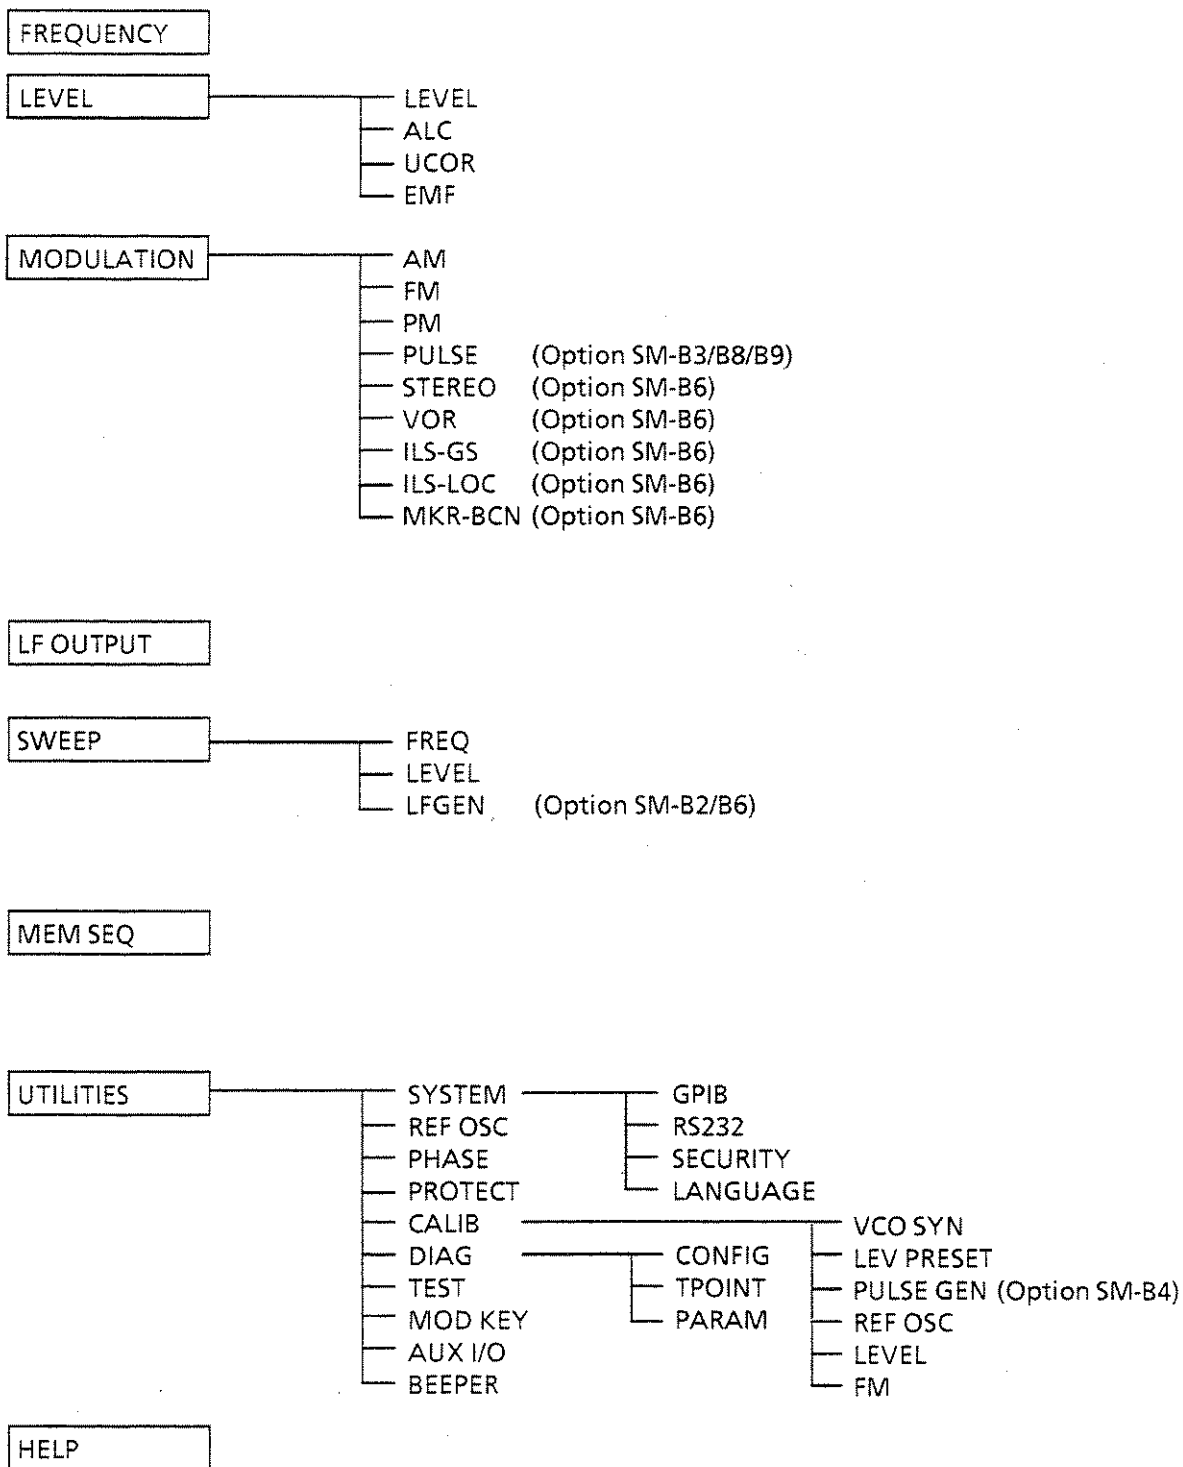 FREQUENCY
LEVEL LEVEL
ALC
UCOR
EMF
MODULATION AM
FM
PM
PULSE (Option SM-B3/B8/B9)
STEREO (Option SM-B6)
VOR (Option SM-B6)
ILS-GS (Option SM-B6)
ILS-LOC (Option SM-B6)
MKR-BCN (Option SM-B6)
LF OUTPUT
SWEEP FREQ
LEVEL
LFGEN (Option SM-B2/B6)
MEM SEQ
UTILITIES SYSTEM GPIB
REF OSC RS232
PHASE SECURITY
PROTECT LANGUAGE
CALIB VCO SYN
DIAG CONFIG LEV PRESET
TEST TPOINT PULSE GEN (Option SM-B4)
MOD KEY PARAM REF OSC
AUX I/O LEVEL
BEEPER FM
HELP